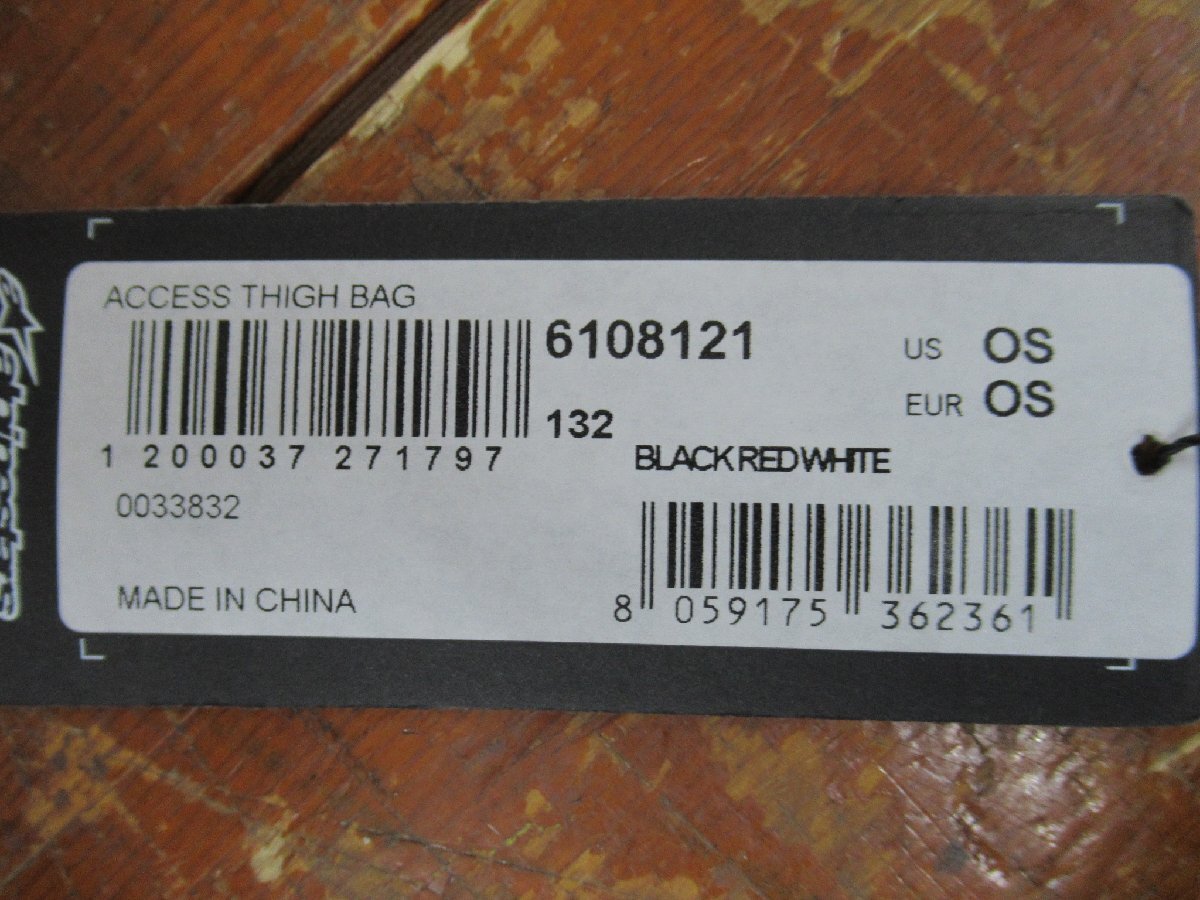 alpinestars
ACCESS THIGH BAG
6108121
US OS
EUR OS
132
1 200037 271797
BLACK RED WHITE
0033832
MADE IN CHINA
8 059175 362361